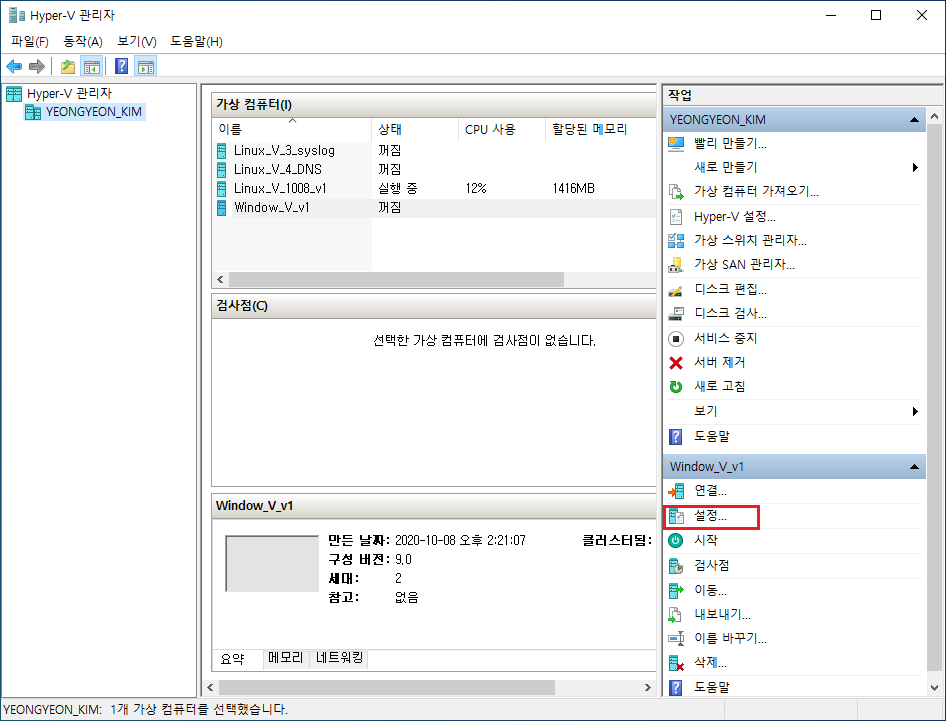 Hyper-V 관리자
파일(F) 동작(A) 보기(V) 도움말(H)
Hyper-V 관리자
YEONGYEON_KIM
가상 컴퓨터(I)
이름 상태 CPU 사용 할당된 메모리
Linux_V_3_syslog 꺼짐
Linux_V_4_DNS 꺼짐
Linux_V_1008_v1 실행 중 12% 1416MB
Window_V_v1 꺼짐
검사점(C)
선택한 가상 컴퓨터에 검사점이 없습니다.
Window_V_v1
만든 날짜: 2020-10-08 오후 2:21:07 클러스터됨:
구성 버전: 9.0
세대: 2
참고: 없음
요약 메모리 네트워킹
작업
YEONGYEON_KIM
빨리 만들기...
새로 만들기
가상 컴퓨터 가져오기...
Hyper-V 설정...
가상 스위치 관리자...
가상 SAN 관리자...
디스크 편집...
디스크 검사...
서비스 중지
서버 제거
새로 고침
보기
도움말
Window_V_v1
연결...
설정...
시작
검사점
이동...
내보내기...
이름 바꾸기...
삭제...
도움말
YEONGYEON_KIM: 1개 가상 컴퓨터를 선택했습니다.